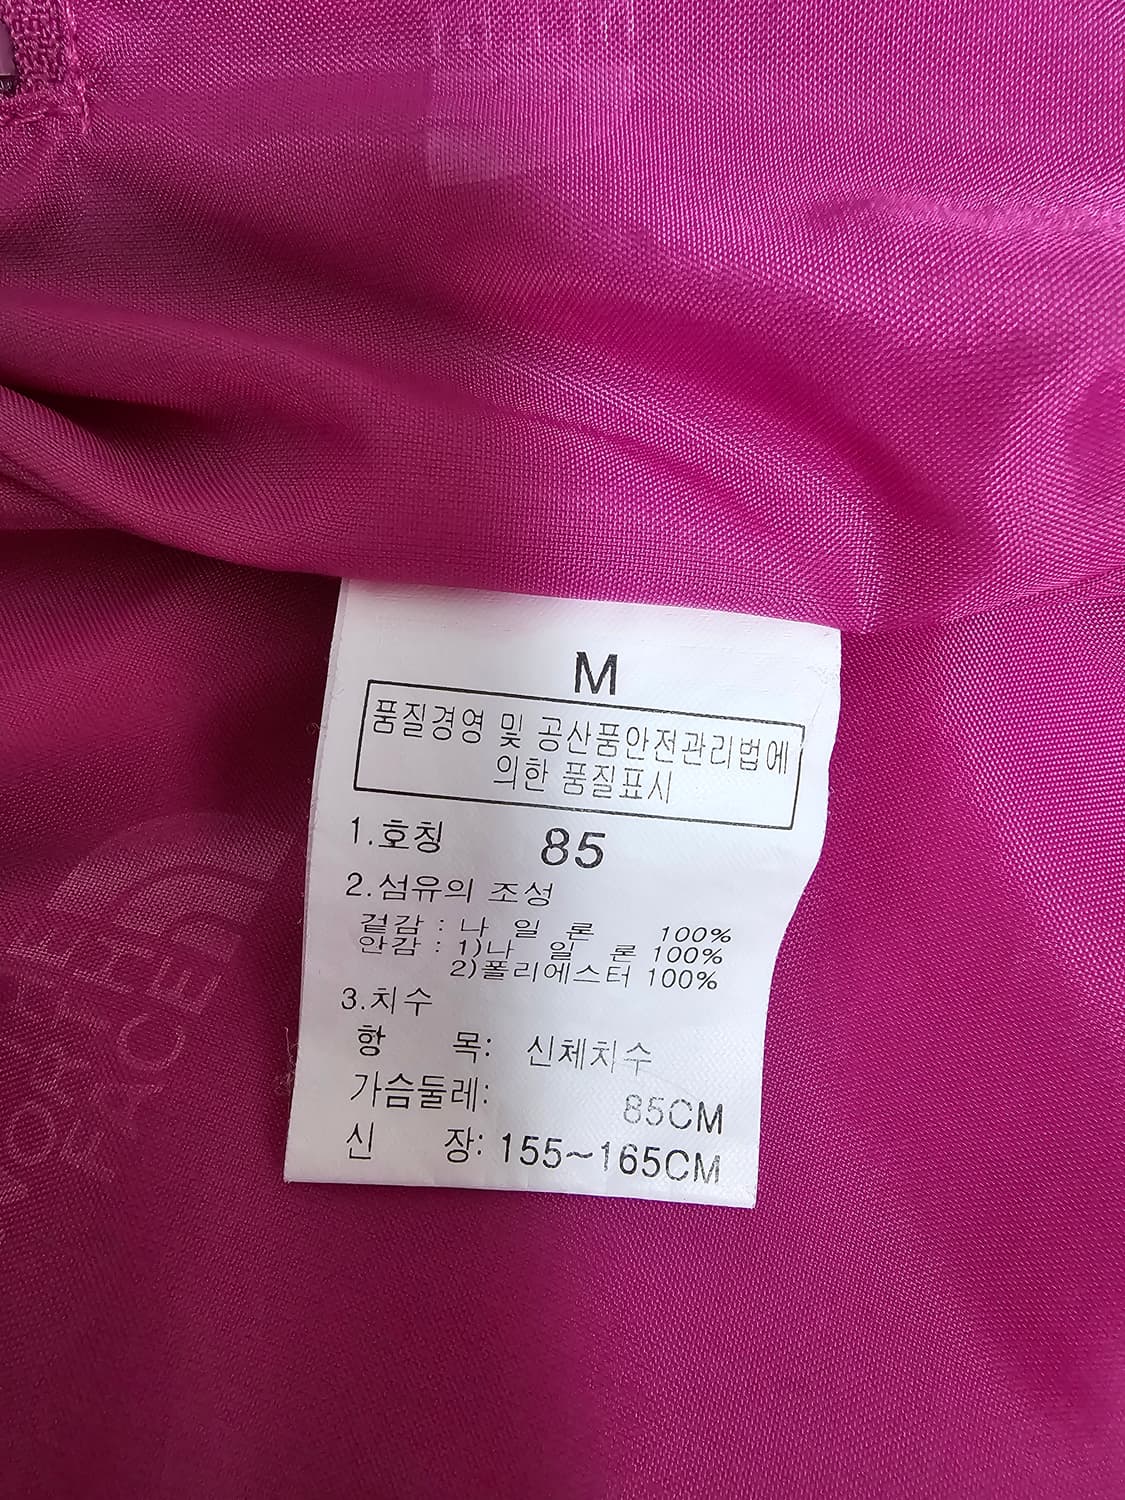 M
품질경영 및 공산품안전관리법에
의한 품질표시
1.호칭 85
2.섬유의 조성
겉감 : 나 일 론 100%
안감 : 1)나 일 론 100%
2)폴리에스터 100%
3.치수
항 목: 신체치수
가슴둘레: 85CM
신 장: 155~165CM
THE
NORTH
FACE